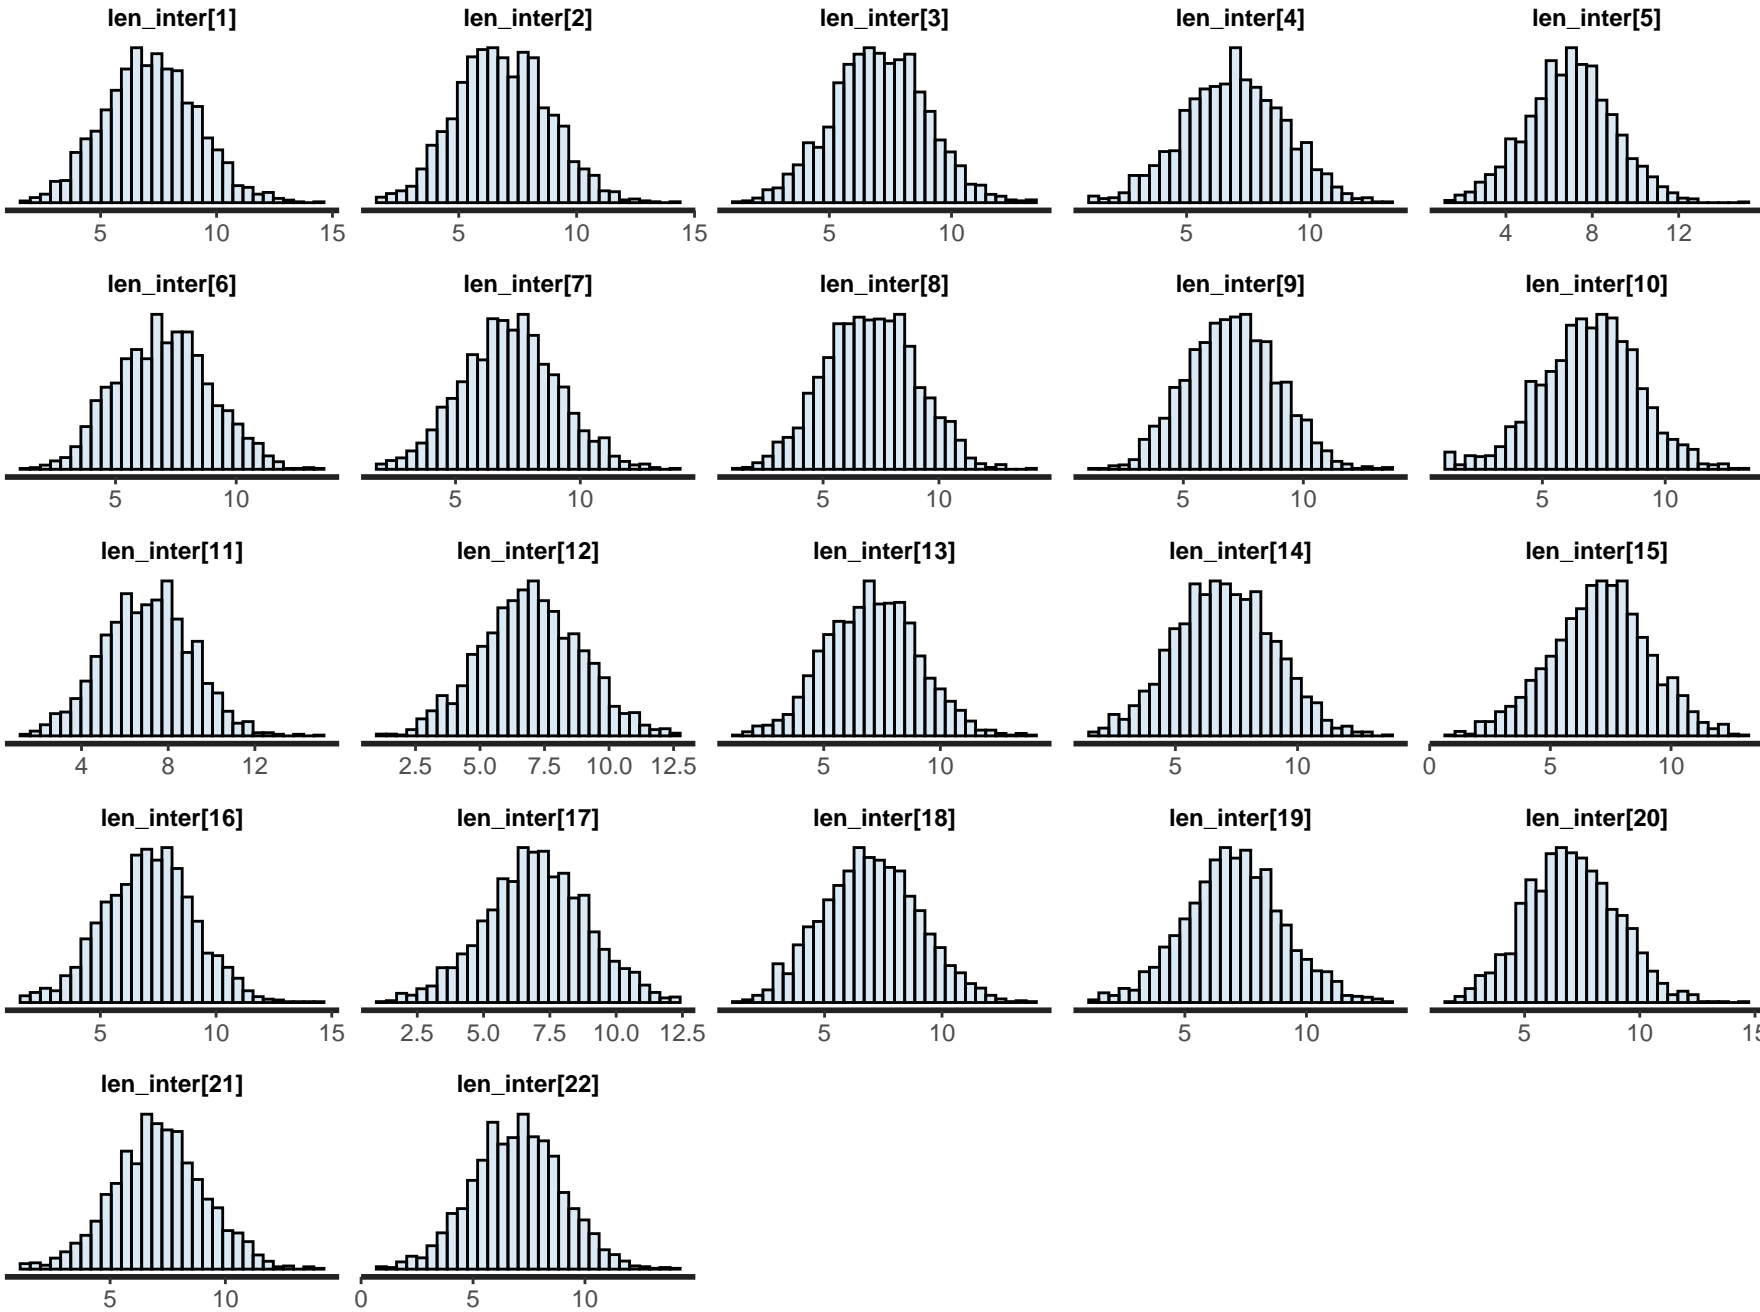 len_inter[1] len_inter[2] len_inter[3] len_inter[4] len_inter[5]
5 10 15 5 10 15 5 10 5 10 4 8 12
len_inter[6] len_inter[7] len_inter[8] len_inter[9] len_inter[10]
5 10 5 10 5 10 5 10 5 10
len_inter[11] len_inter[12] len_inter[13] len_inter[14] len_inter[15]
4 8 12 2.5 5.0 7.5 10.0 12.5 5 10 5 10 0 5 10
len_inter[16] len_inter[17] len_inter[18] len_inter[19] len_inter[20]
5 10 15 2.5 5.0 7.5 10.0 12.5 5 10 5 10 5 10 15
len_inter[21] len_inter[22]
5 10 0 5 10